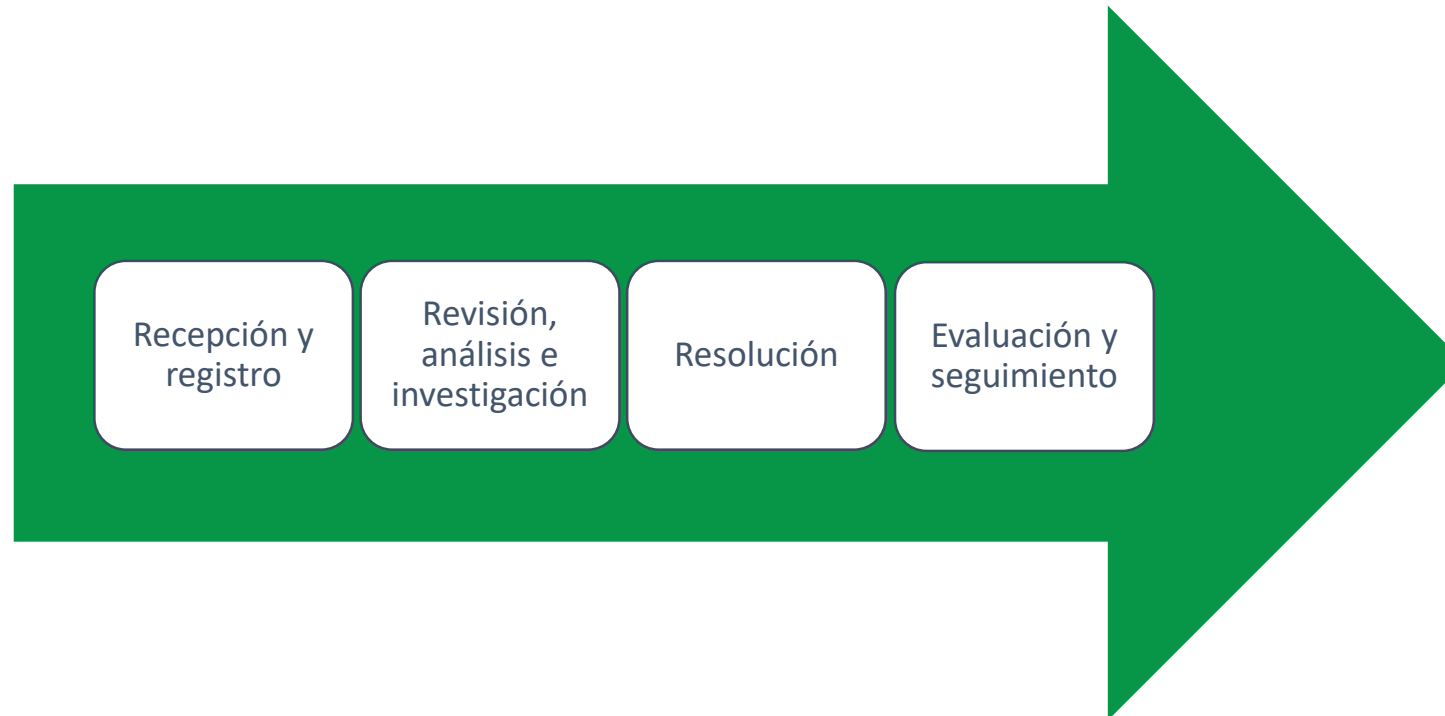 Recepción y
registro
Revisión,
análisis e
investigación
Resolución
Evaluación y
seguimiento